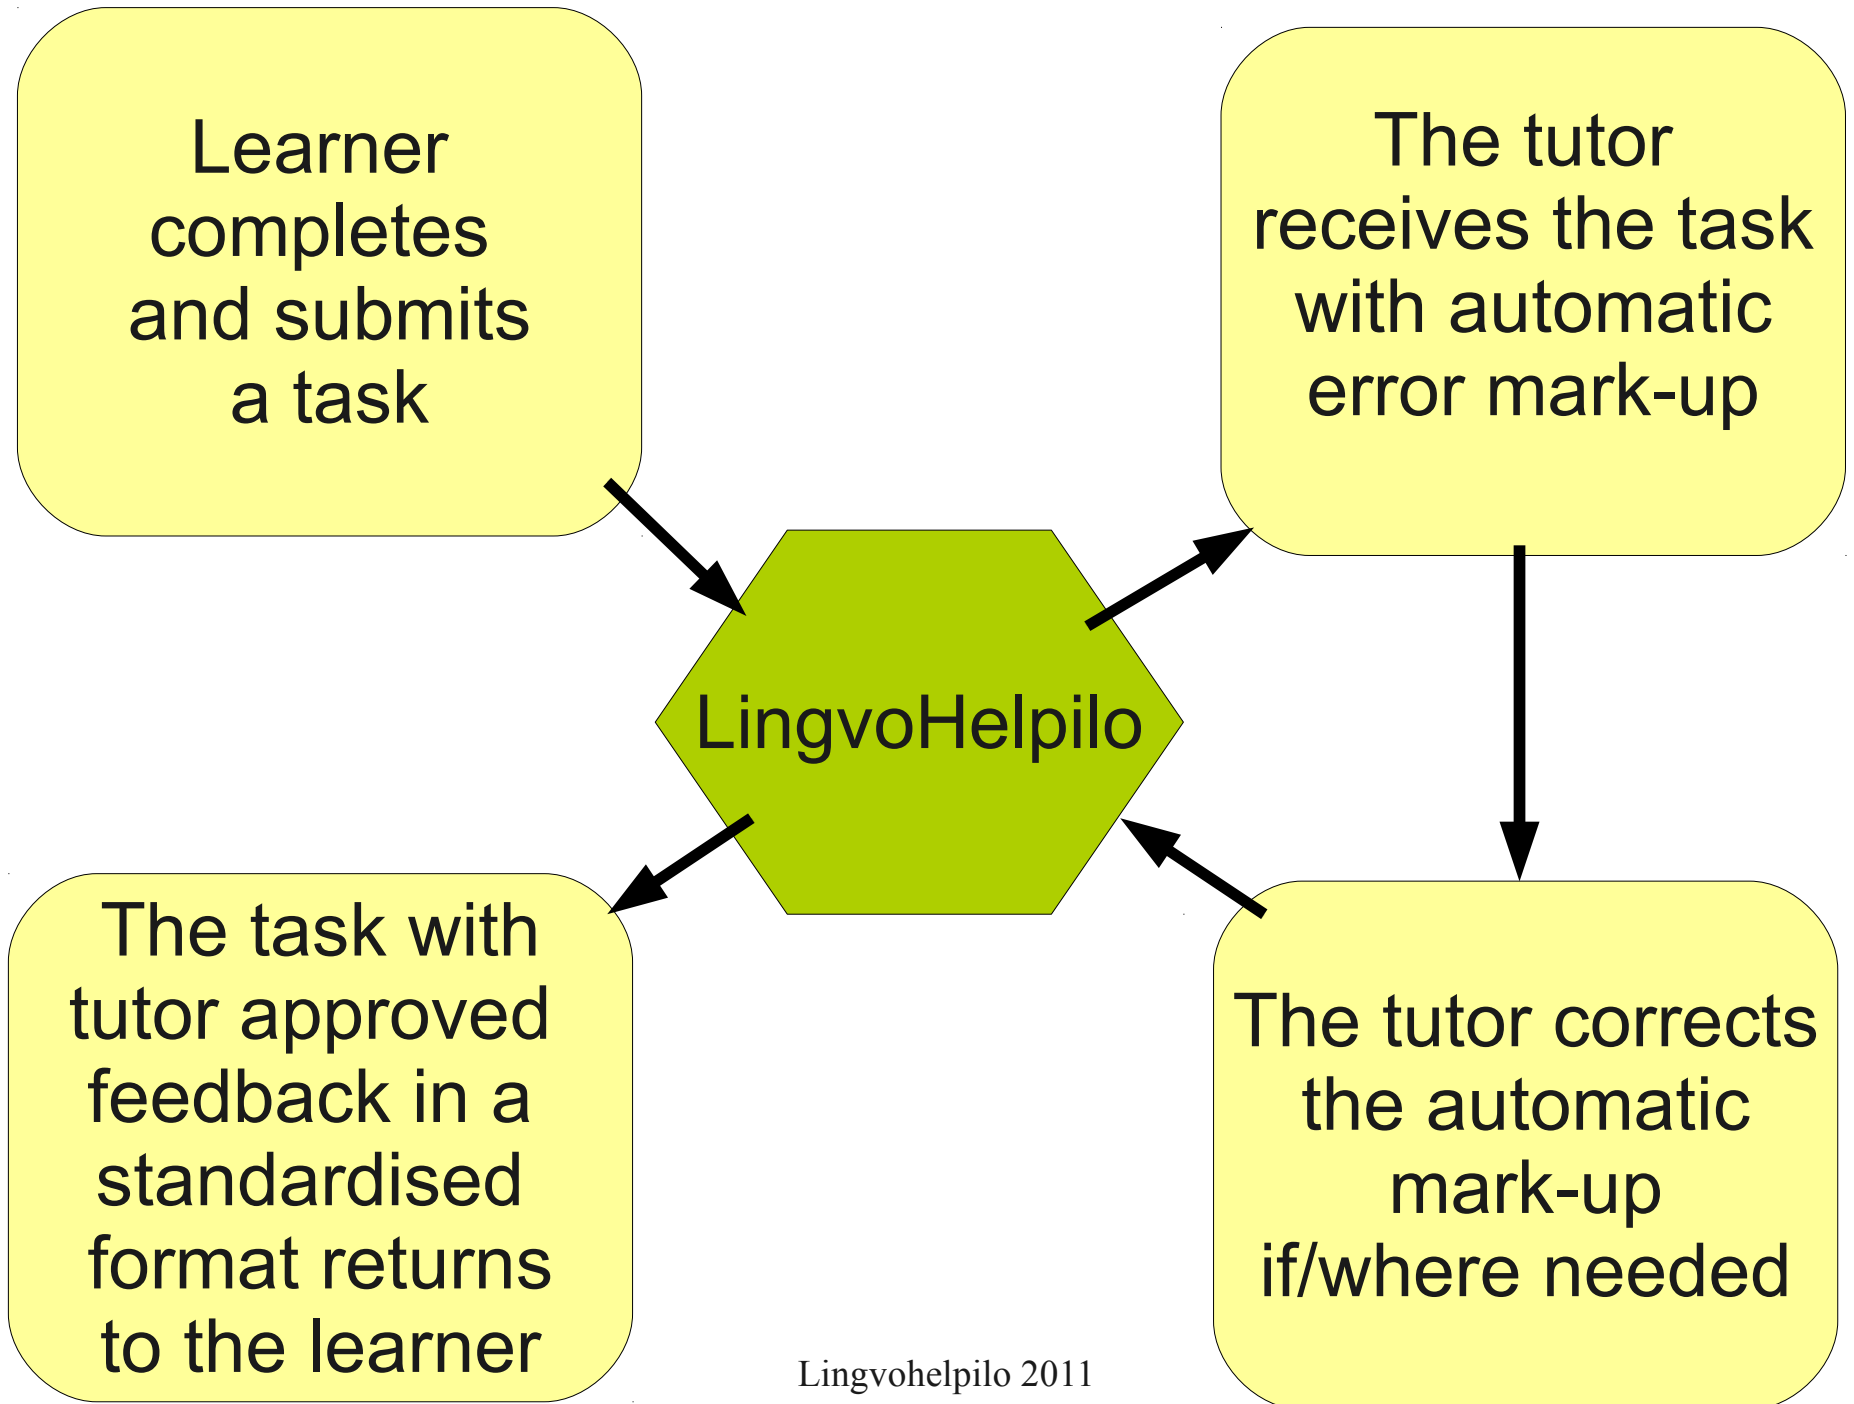 Learner
completes
and submits
a task
The tutor
receives the task
with automatic
error mark-up
LingvoHelpilo
The task with
tutor approved
feedback in a
standardised
format returns
to the learner
The tutor corrects
the automatic
mark-up
if/where needed
Lingvohelpilo 2011